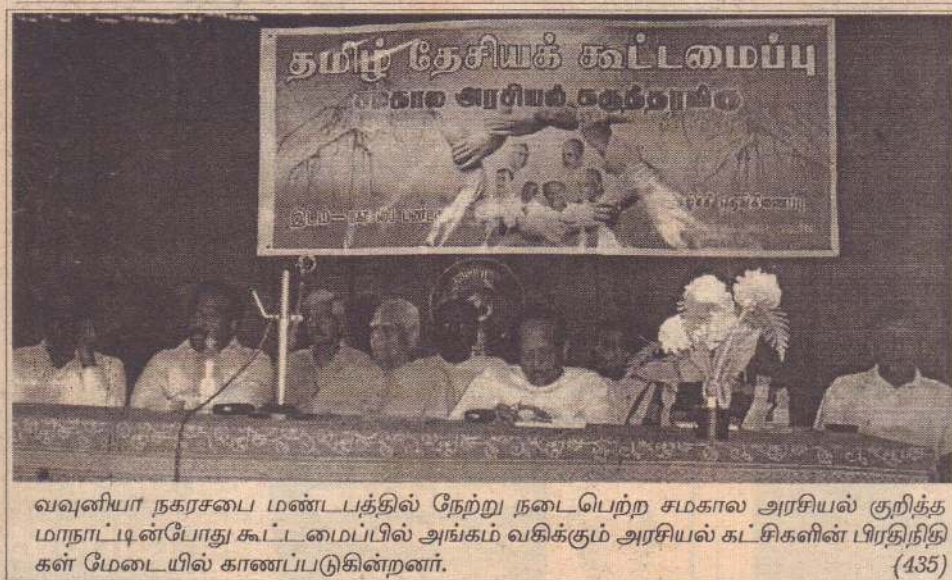 தமிழ் தேசியக் கூட்டமைப்பு
சமகால அரசியல் கருத்தரங்கு
வவுனியா நகரசபை மண்டபத்தில் நேற்று நடைபெற்ற சமகால அரசியல் குறித்த
மாநாட்டின்போது கூட்டமைப்பில் அங்கம் வகிக்கும் அரசியல் கட்சிகளின் பிரதிநிதி
கள் மேடையில் காணப்படுகின்றனர். (435)